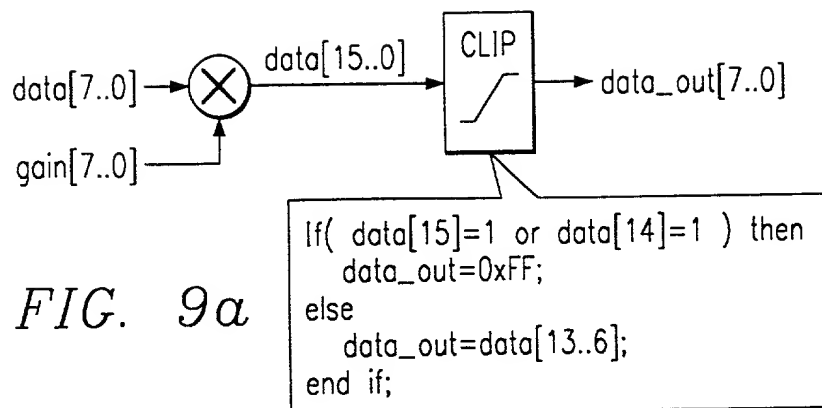 CLIP
data[15..0]
data[7..0]
data_out[7..0]
gain[7..0]
If( data[15]=1 or data[14]=1 ) then
data_out=0xFF;
else
data_out=data[13..6];
end if;
FIG. 9a